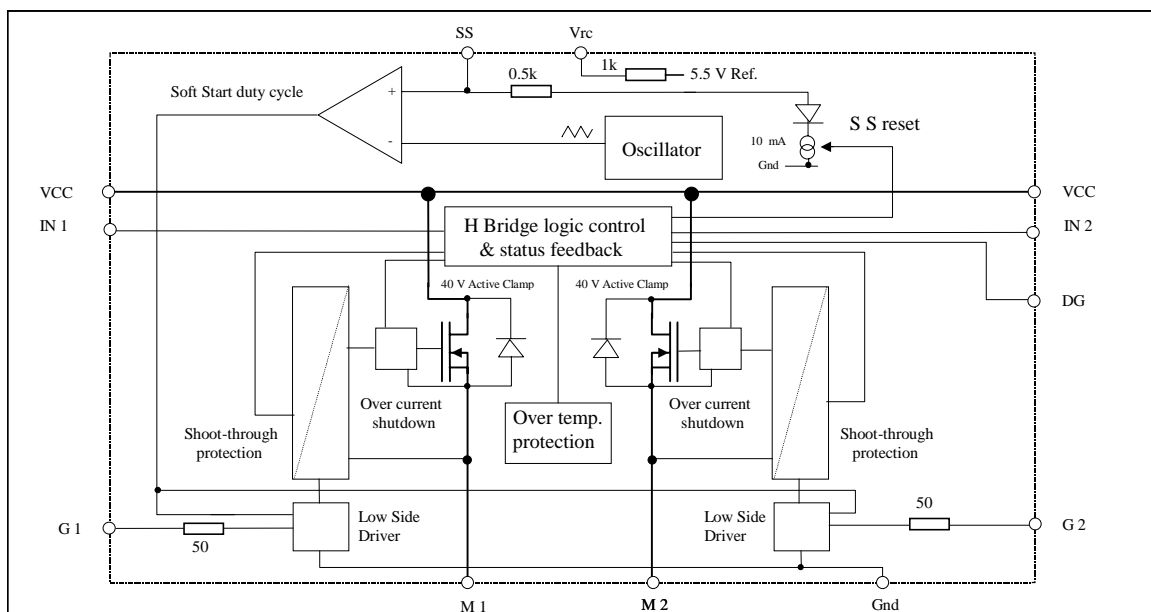 SS
Vrc
1k
0.5k
5.5 V Ref.
Soft Start duty cycle
+
-
Oscillator
S S reset
10 mA
Gnd
VCC
VCC
IN 1
IN 2
H Bridge logic control
& status feedback
DG
40 V Active Clamp
40 V Active Clamp
Over current
shutdown
Over temp.
protection
Over current
shutdown
Shoot-through
protection
Shoot-through
protection
G 1
50
Low Side
Driver
Low Side
Driver
50
G 2
M 1
M 2
Gnd